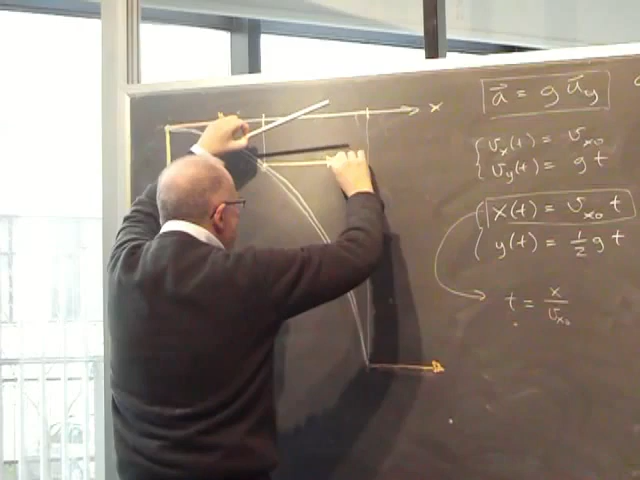 x
a⃗ = g u⃗y
vx(t) = vx0
vy(t) = g t
x(t) = vx0 t
y(t) = 1/2 g t
t = x/vx0